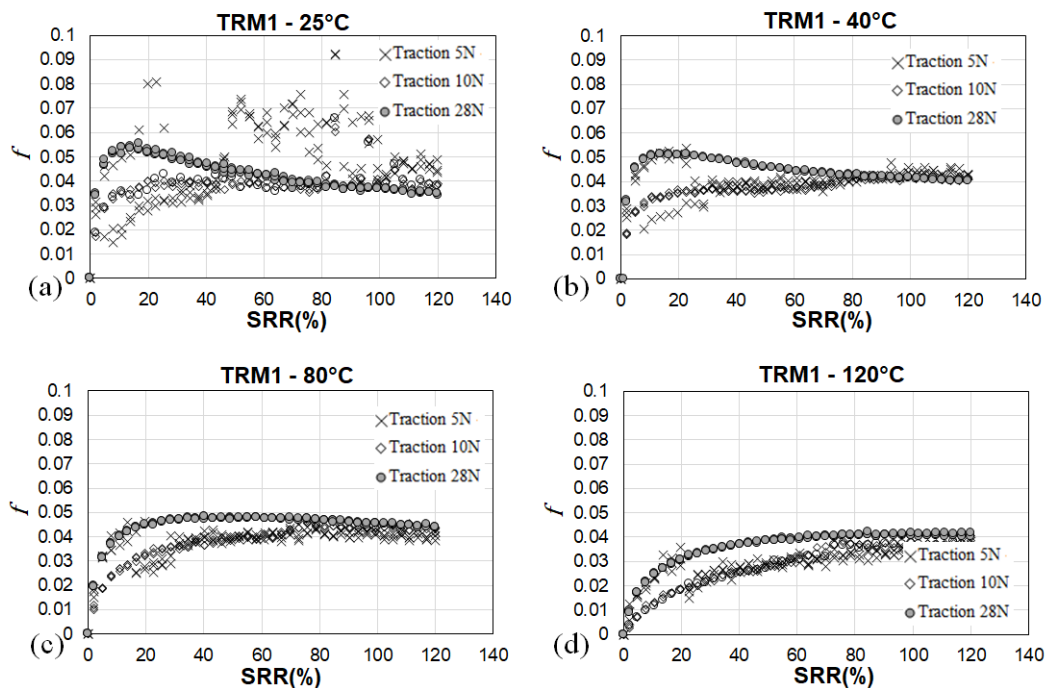 TRM1 - 25°C
0.1
0.09
0.08
0.07
0.06
0.05
0.04
0.03
0.02
0.01
0
f
Traction 5N
Traction 10N
Traction 28N
0 20 40 60 80 100 120 140
SRR(%)
(a)
TRM1 - 40°C
0.1
0.09
0.08
0.07
0.06
0.05
0.04
0.03
0.02
0.01
0
f
Traction 5N
Traction 10N
Traction 28N
0 20 40 60 80 100 120 140
SRR(%)
(b)
TRM1 - 80°C
0.1
0.09
0.08
0.07
0.06
0.05
0.04
0.03
0.02
0.01
0
f
Traction 5N
Traction 10N
Traction 28N
0 20 40 60 80 100 120 140
SRR(%)
(c)
TRM1 - 120°C
0.1
0.09
0.08
0.07
0.06
0.05
0.04
0.03
0.02
0.01
0
f
Traction 5N
Traction 10N
Traction 28N
0 20 40 60 80 100 120 140
SRR(%)
(d)